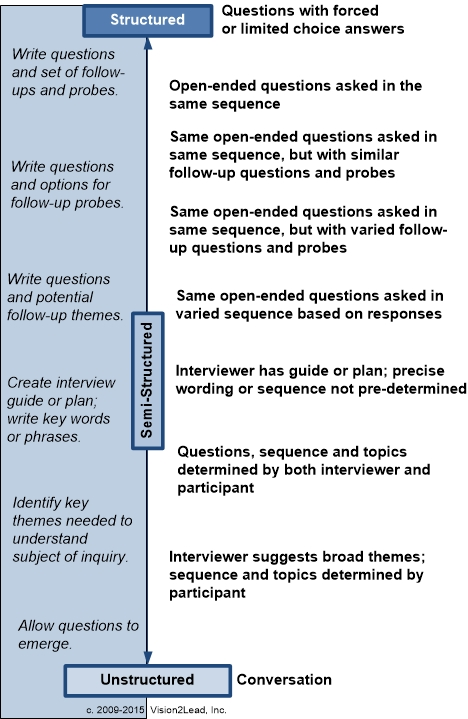 Structured
Questions with forced
or limited choice answers
Write questions
and set of follow-
ups and probes.
Open-ended questions asked in the
same sequence
Same open-ended questions asked in
same sequence, but with similar
follow-up questions and probes
Write questions
and options for
follow-up probes.
Same open-ended questions asked in
same sequence, but with varied follow-
up questions and probes
Write questions
and potential
follow-up themes.
Same open-ended questions asked in
varied sequence based on responses
Semi-Structured
Interviewer has guide or plan; precise
wording or sequence not pre-determined
Create interview
guide or plan;
write key words
or phrases.
Questions, sequence and topics
determined by both interviewer and
participant
Identify key
themes needed to
understand
subject of inquiry.
Interviewer suggests broad themes;
sequence and topics determined by
participant
Allow questions to
emerge.
Unstructured
Conversation
c. 2009-2015 Vision2Lead, Inc.